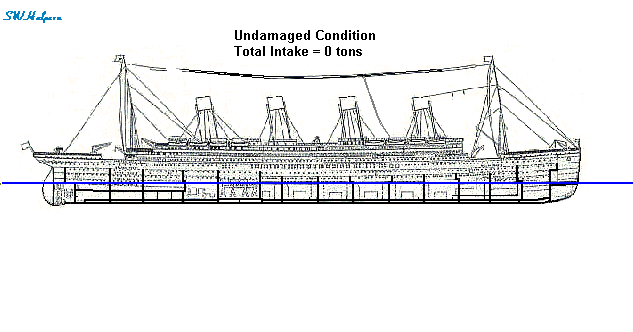 SWHalpern
Undamaged Condition
Total Intake = 0 tons